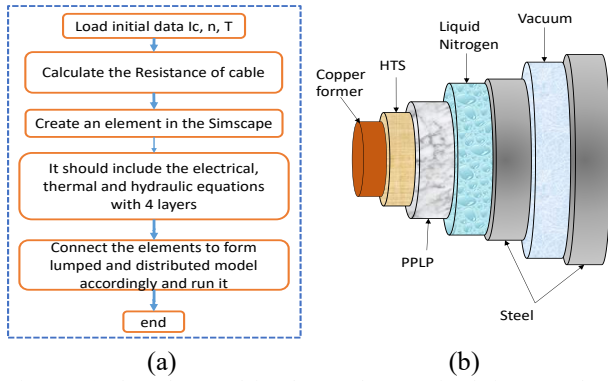 Load initial data Ic, n, T
Calculate the Resistance of cable
Create an element in the Simscape
It should include the electrical,
thermal and hydraulic equations
with 4 layers
Connect the elements to form
lumped and distributed model
accordingly and run it
end
(a)
Copper
former
HTS
Liquid
Nitrogen
Vacuum
PPLP
Steel
(b)